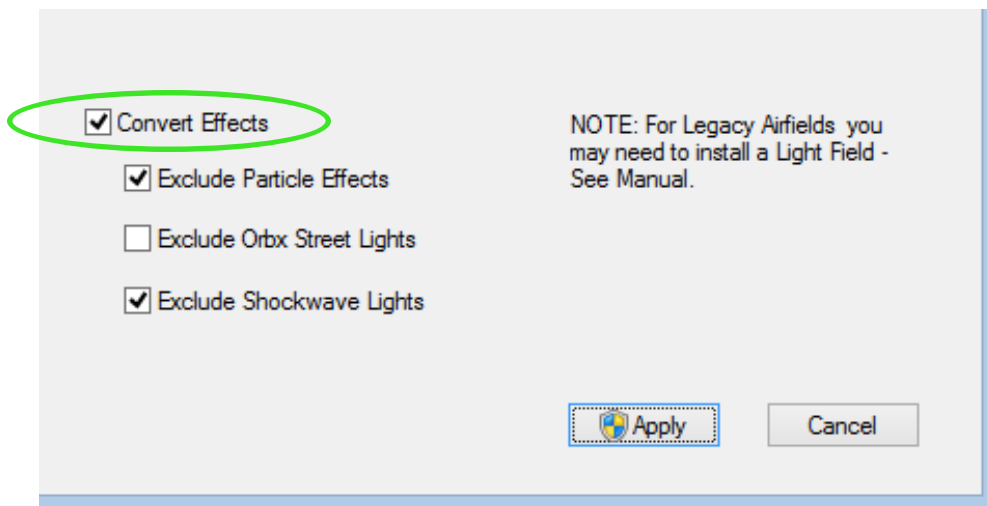 Convert Effects
NOTE: For Legacy Airfields you
may need to install a Light Field -
See Manual.
Exclude Particle Effects
Exclude Orbx Street Lights
Exclude Shockwave Lights
Apply
Cancel